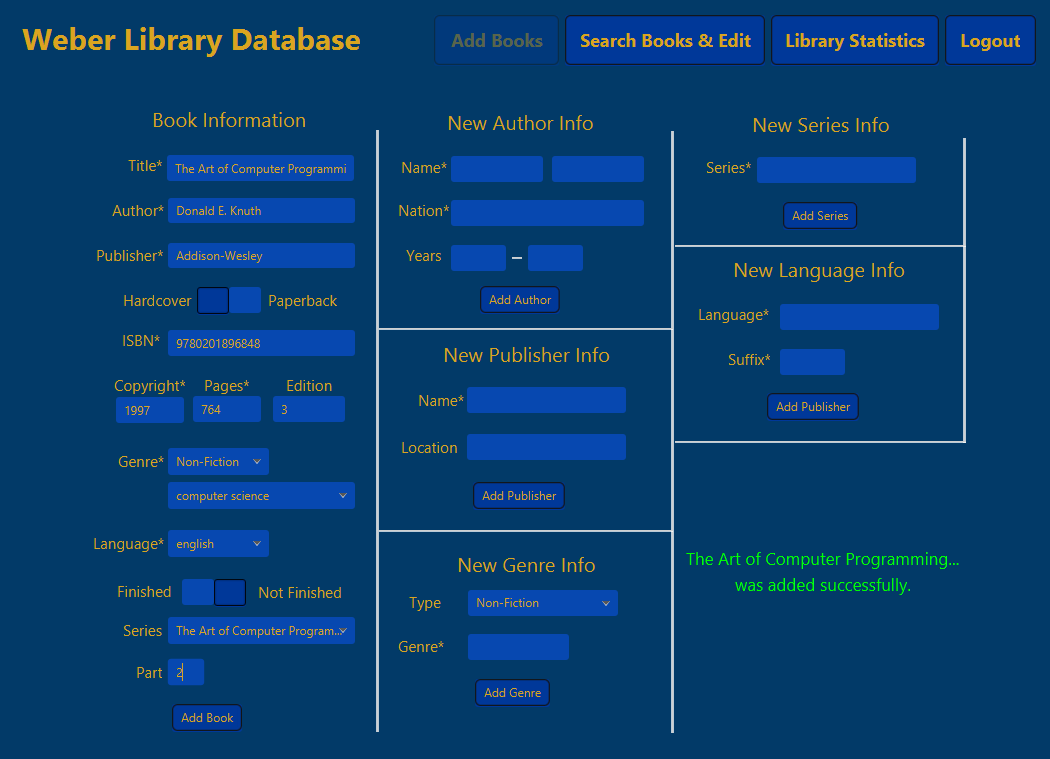 Weber Library Database
Add Books
Search Books & Edit
Library Statistics
Logout
Book Information
Title* The Art of Computer Programmi
Author* Donald E. Knuth
Publisher* Addison-Wesley
Hardcover Paperback
ISBN* 9780201896848
Copyright* Pages* Edition
1997 764 3
Genre* Non-Fiction
computer science
Language* english
Finished Not Finished
Series The Art of Computer Program...
Part 2
Add Book
New Author Info
Name*
Nation*
Years –
Add Author
New Publisher Info
Name*
Location
Add Publisher
New Genre Info
Type Non-Fiction
Genre*
Add Genre
New Series Info
Series*
Add Series
New Language Info
Language*
Suffix*
Add Publisher
The Art of Computer Programming...
was added successfully.